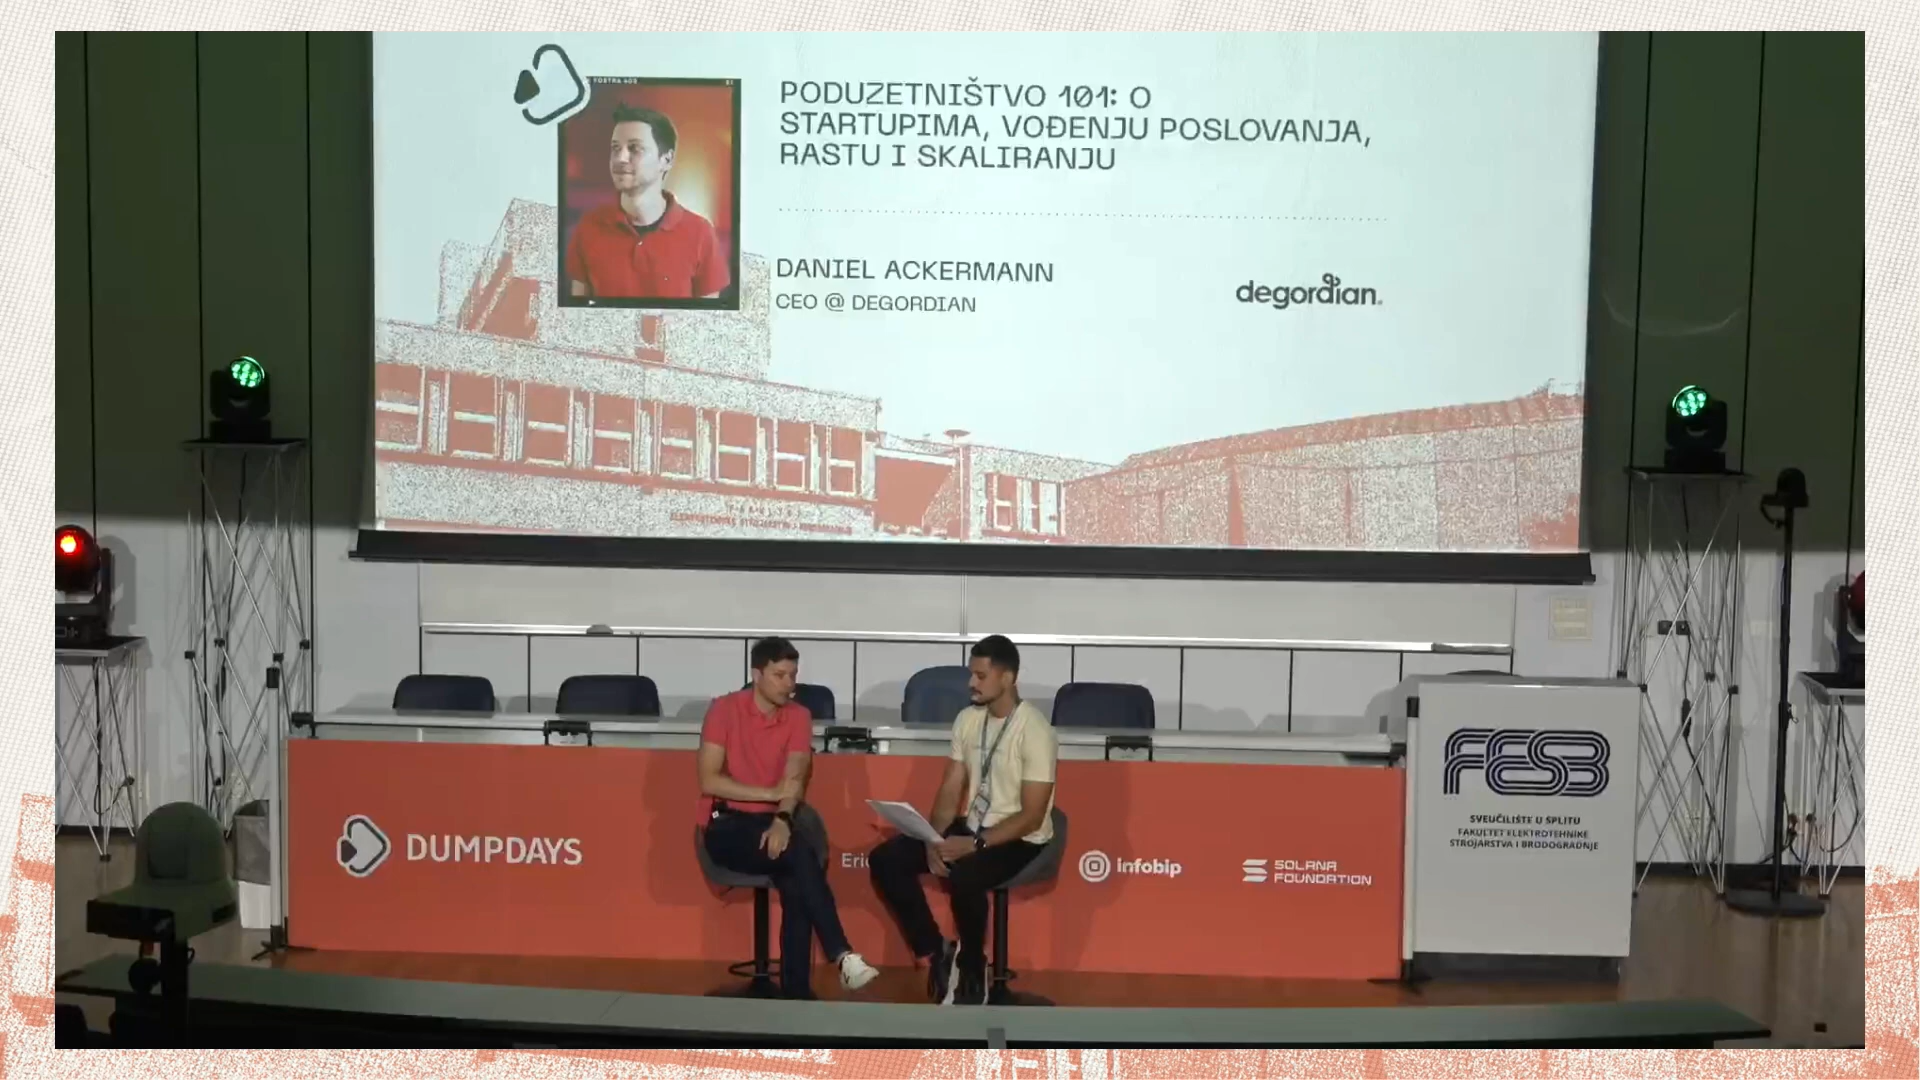 PODUZETNIŠTVO 101: O
STARTUPIMA, VOĐENJU POSLOVANJA,
RASTU I SKALIRANJU
DANIEL ACKERMANN
CEO @ DEGORDIAN
degordian.
DUMPDAYS
Eric
infobip
SOLANA
FOUNDATION
FESB
SVEUČILIŠTE U SPLITU
FAKULTET ELEKTROTEHNIKE
STROJARSTVA I BRODOGRADNJE